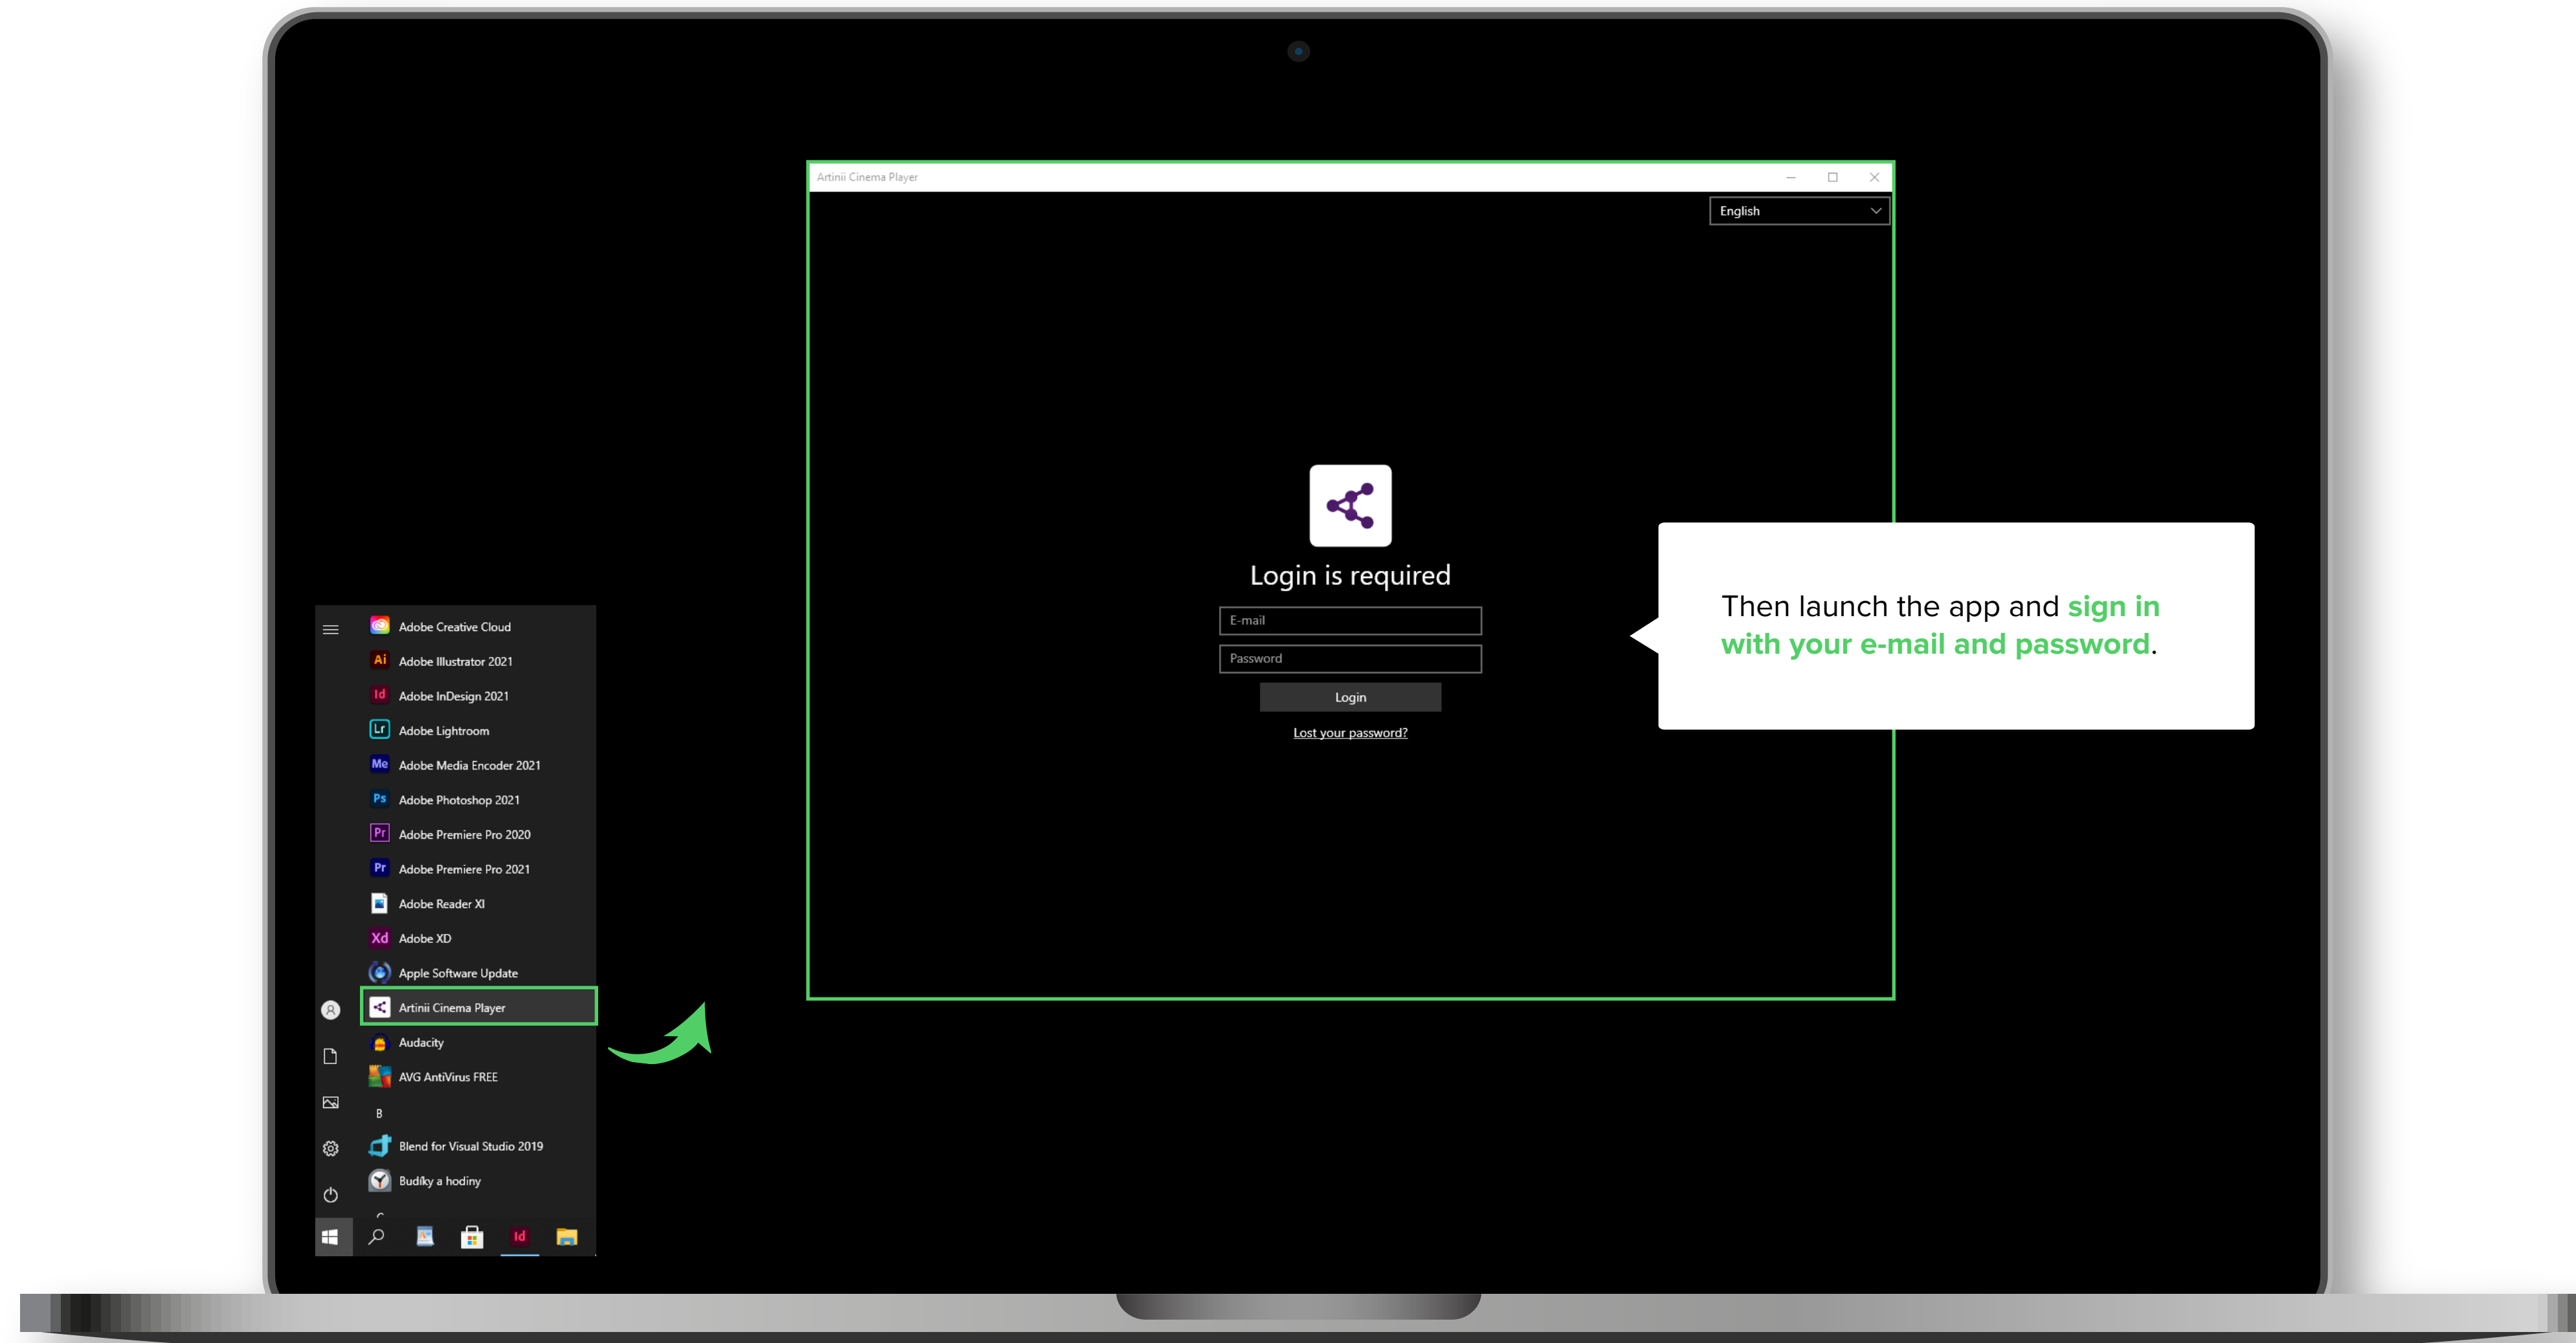 Artinii Cinema Player
English
Login is required
E-mail
Password
Login
Lost your password?
Then launch the app and sign in
with your e-mail and password.
Adobe Creative Cloud
Ai Adobe Illustrator 2021
Id Adobe InDesign 2021
Lr Adobe Lightroom
Me Adobe Media Encoder 2021
Ps Adobe Photoshop 2021
Pr Adobe Premiere Pro 2020
Pr Adobe Premiere Pro 2021
Adobe Reader XI
Xd Adobe XD
Apple Software Update
Artinii Cinema Player
Audacity
AVG AntiVirus FREE
B
Blend for Visual Studio 2019
Budíky a hodiny
Id